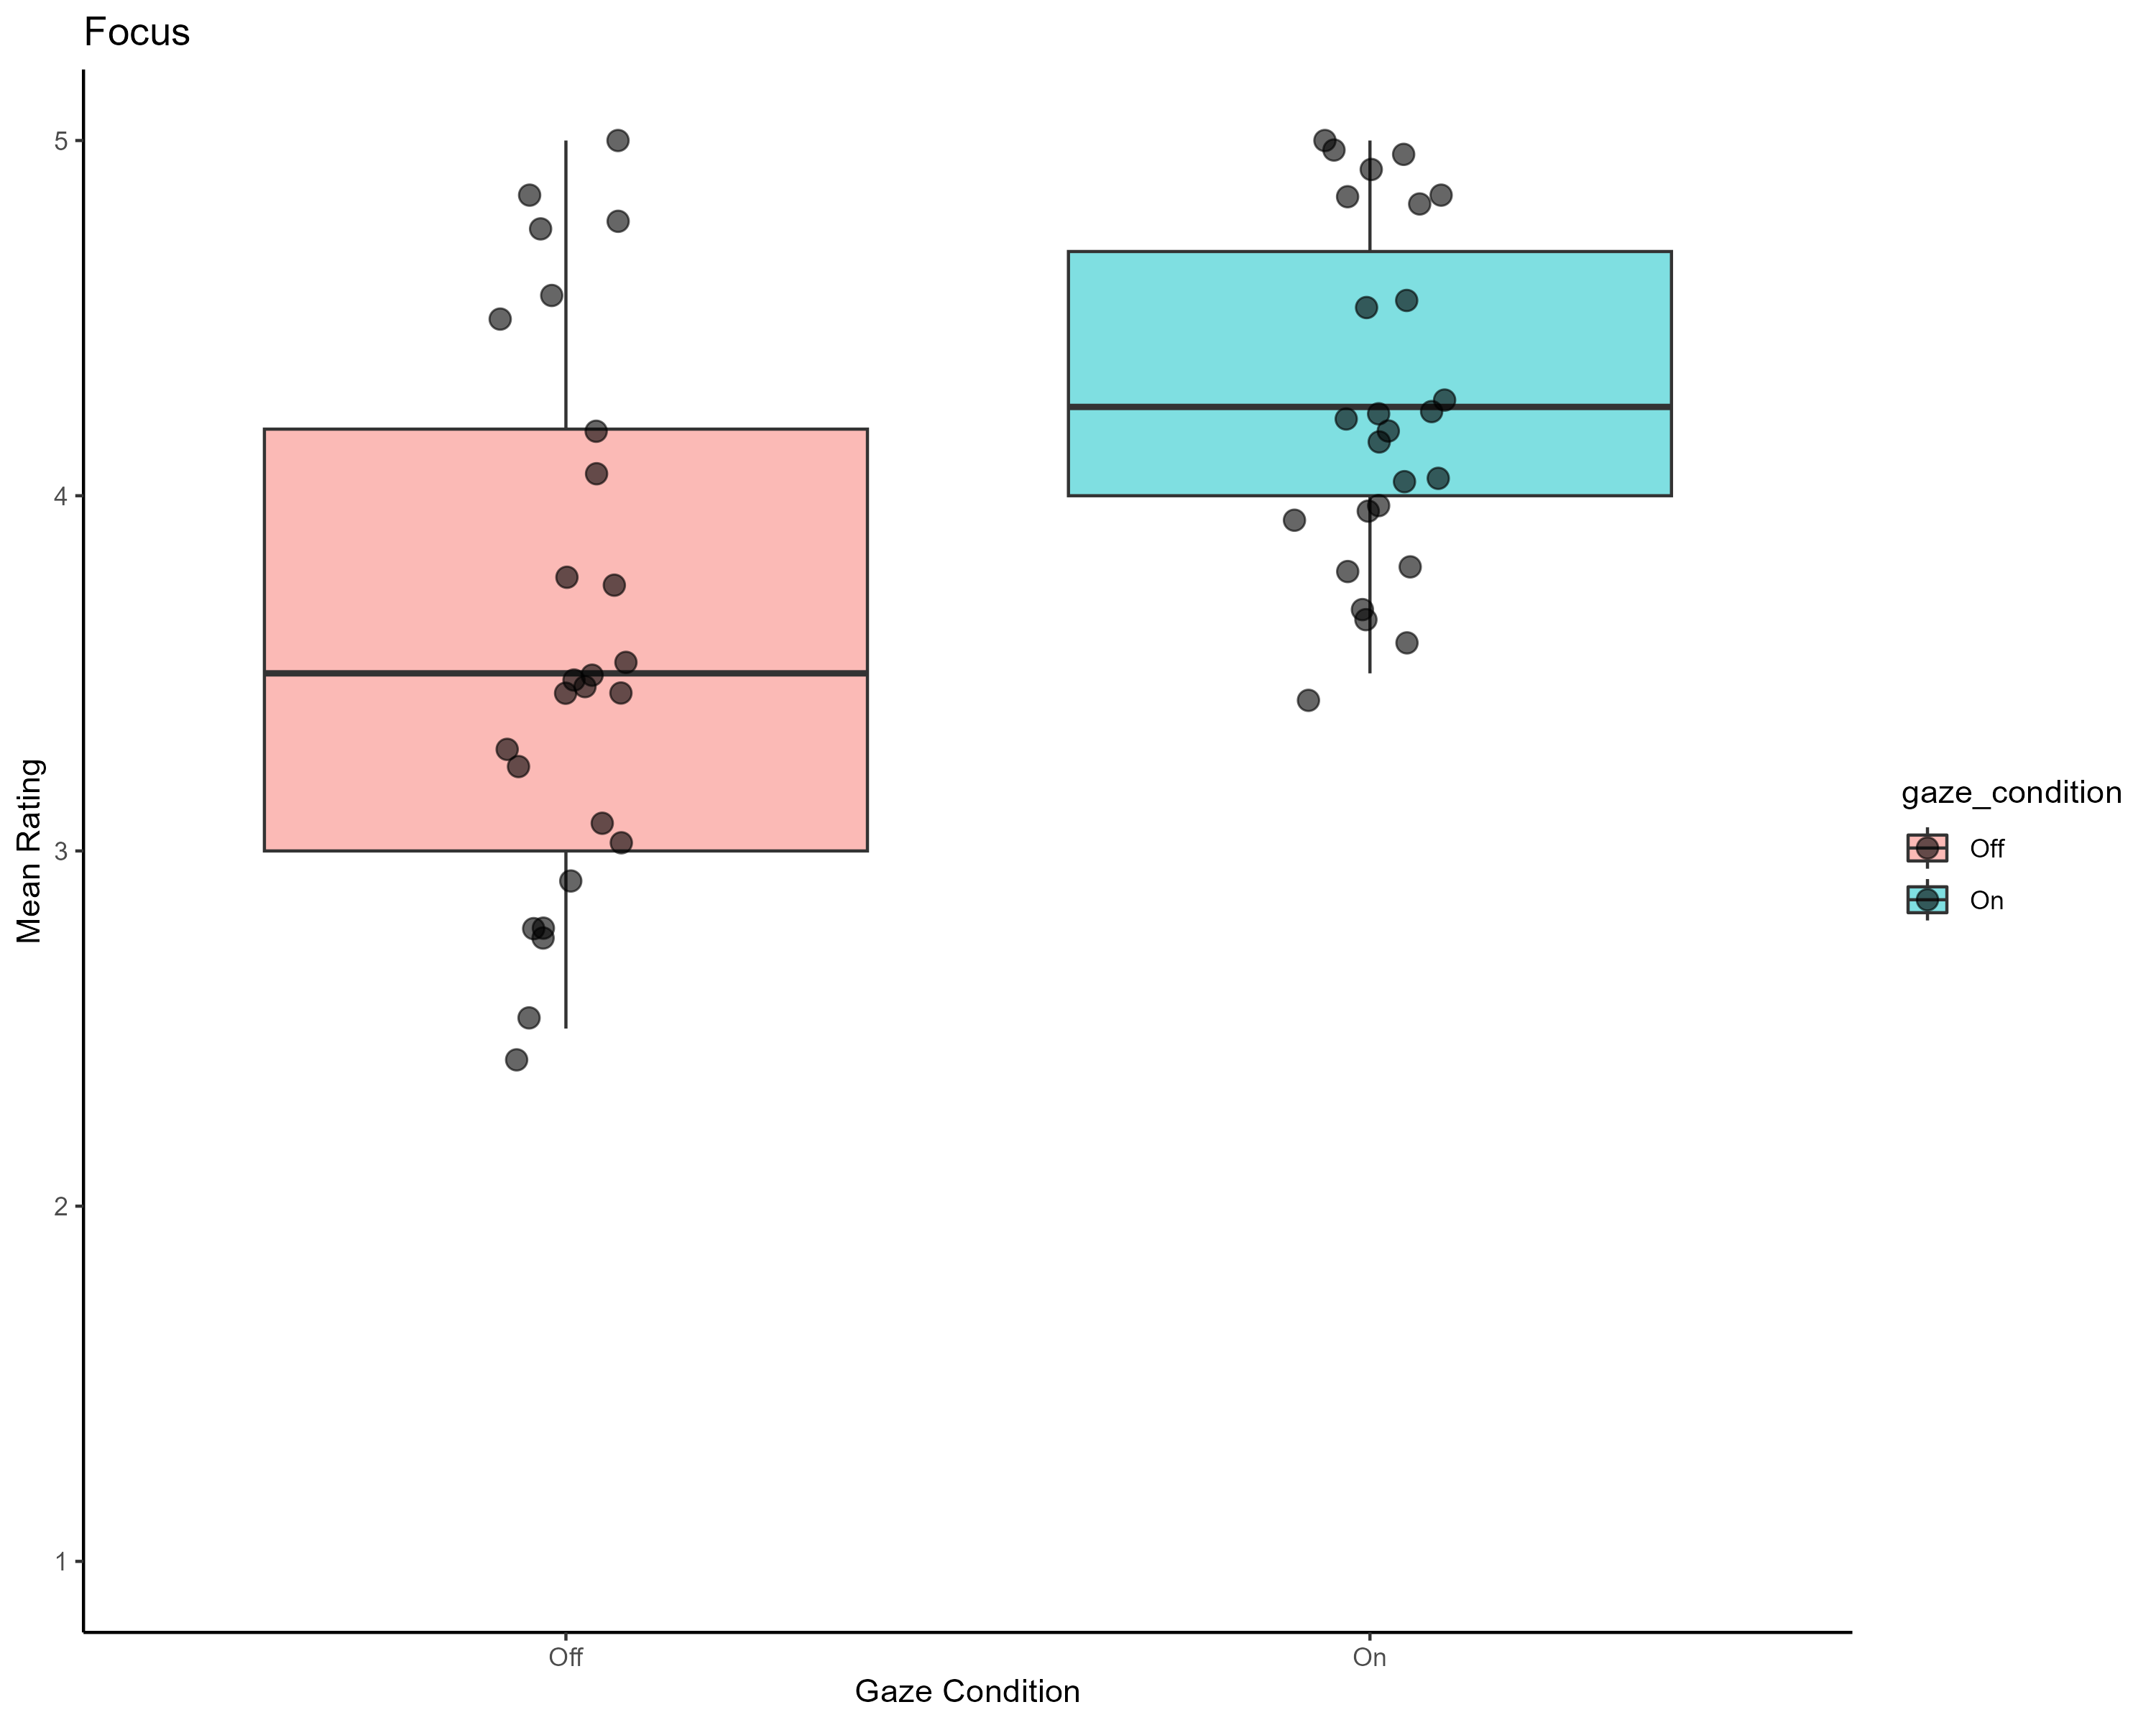 Focus
Mean Rating
5
4
3
2
1
Off
On
Gaze Condition
gaze_condition
Off
On